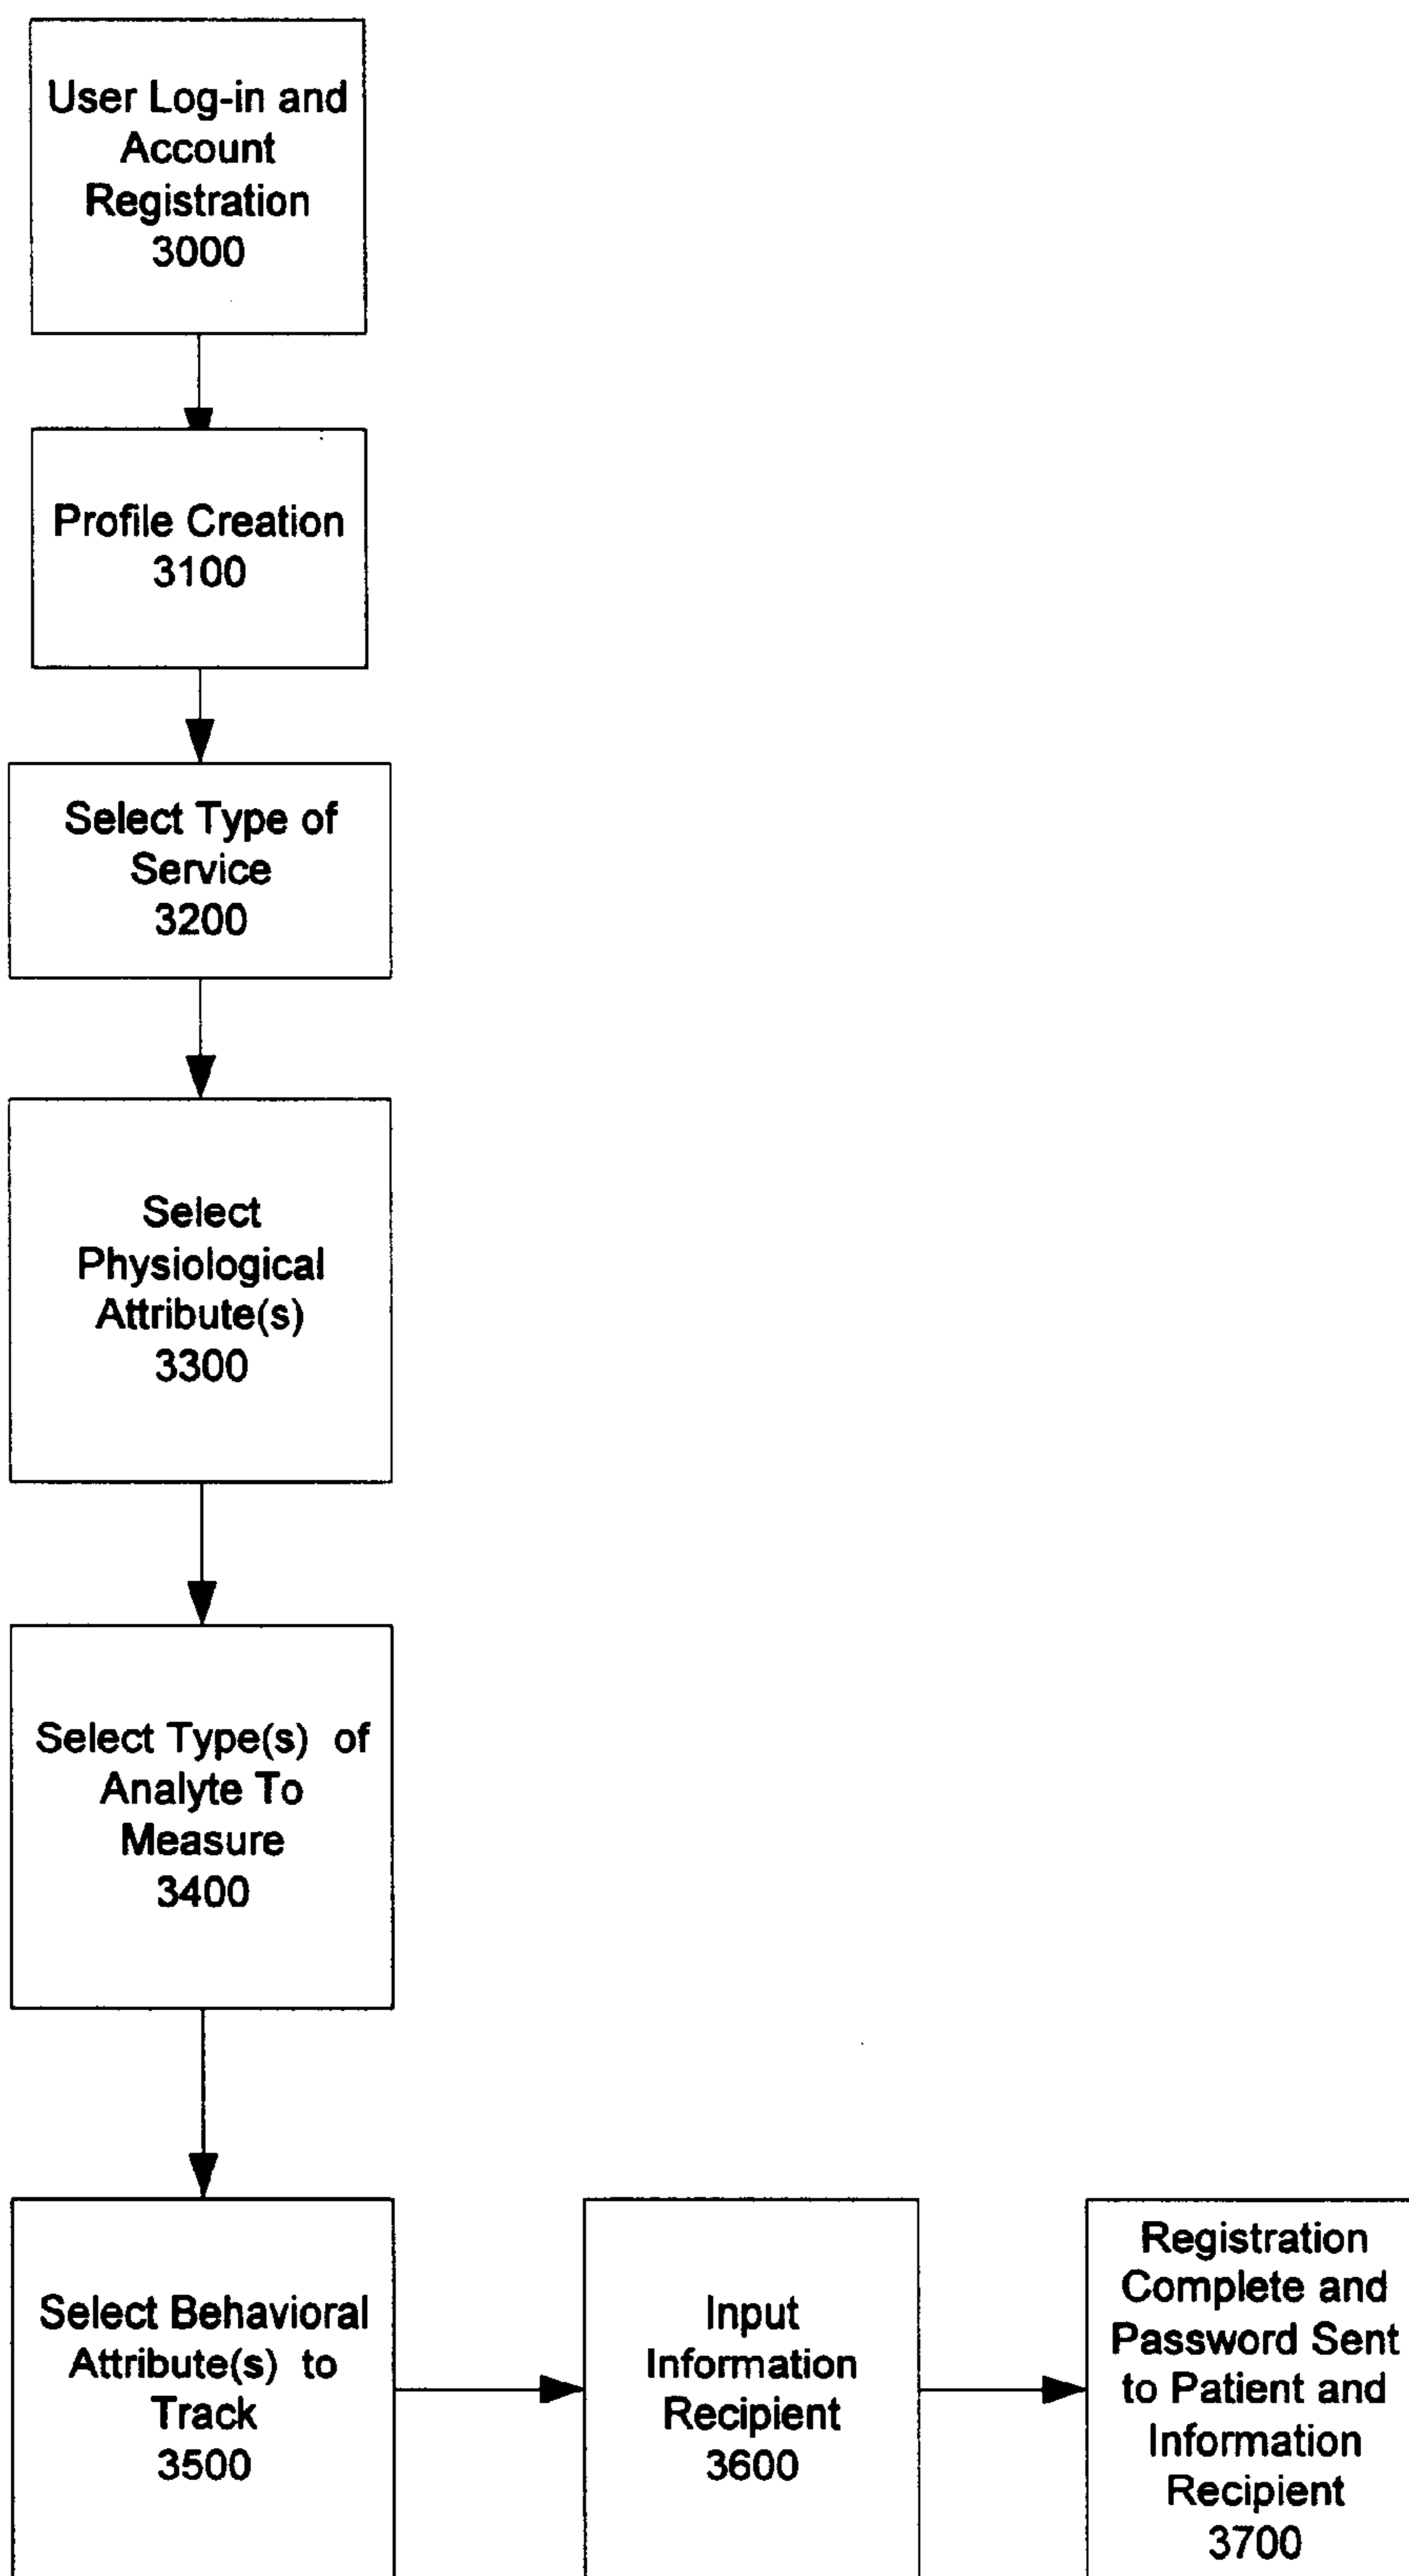 User Log-in and
Account
Registration
3000
Profile Creation
3100
Select Type of
Service
3200
Select
Physiological
Attribute(s)
3300
Select Type(s) of
Analyte To
Measure
3400
Select Behavioral
Attribute(s) to
Track
3500
Input
Information
Recipient
3600
Registration
Complete and
Password Sent
to Patient and
Information
Recipient
3700